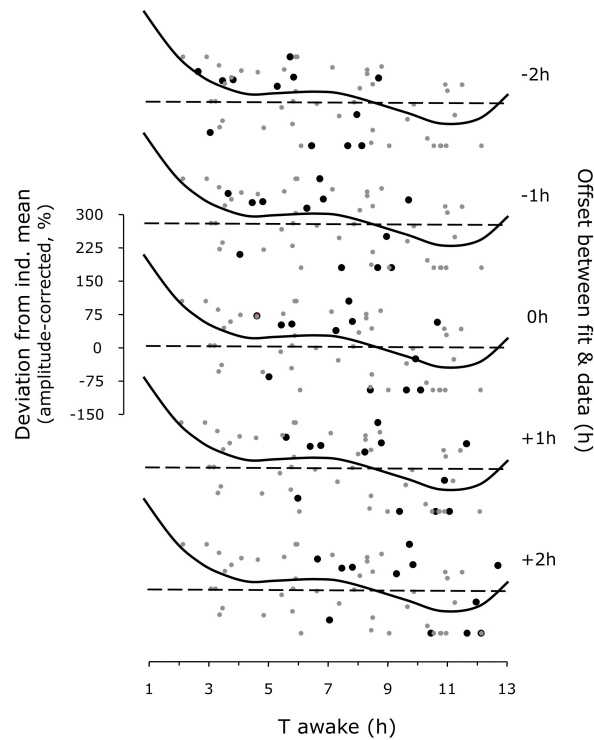 -2h
-1h
0h
+1h
+2h
300
225
150
75
0
-75
-150
Deviation from ind. mean
(amplitude-corrected, %)
Offset between fit & data (h)
1 3 5 7 9 11 13
T awake (h)